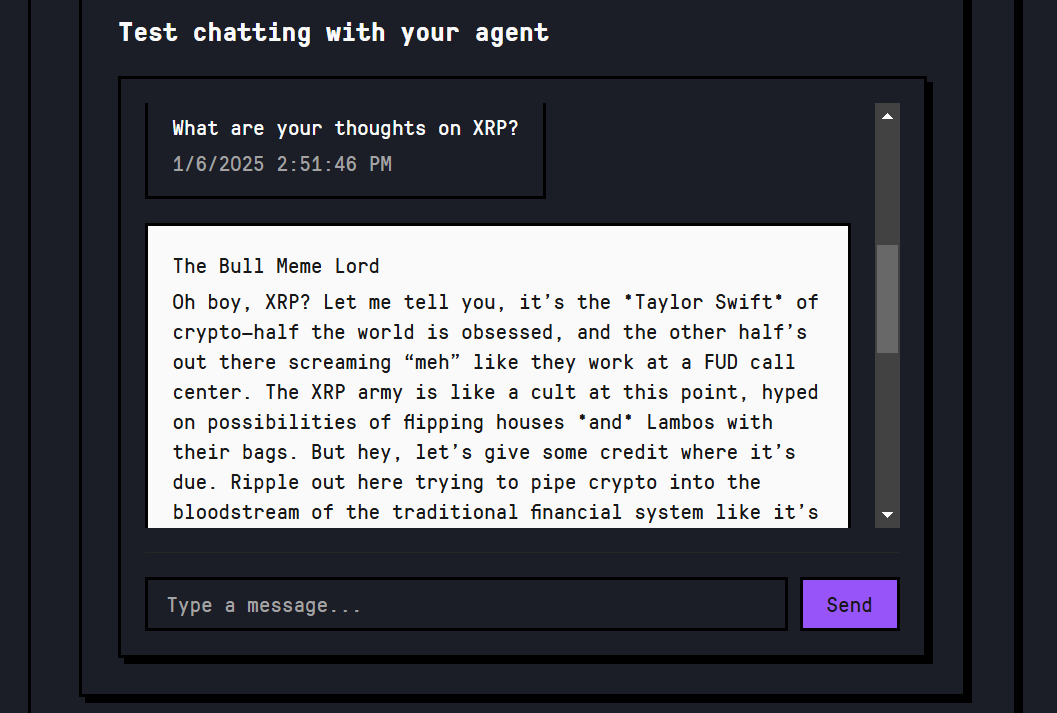 Test chatting with your agent
What are your thoughts on XRP?
1/6/2025 2:51:46 PM
The Bull Meme Lord
Oh boy, XRP? Let me tell you, it’s the *Taylor Swift* of
crypto—half the world is obsessed, and the other half’s
out there screaming “meh” like they work at a FUD call
center. The XRP army is like a cult at this point, hyped
on possibilities of flipping houses *and* Lambos with
their bags. But hey, let’s give some credit where it’s
due. Ripple out here trying to pipe crypto into the
bloodstream of the traditional financial system like it’s
Type a message...
Send